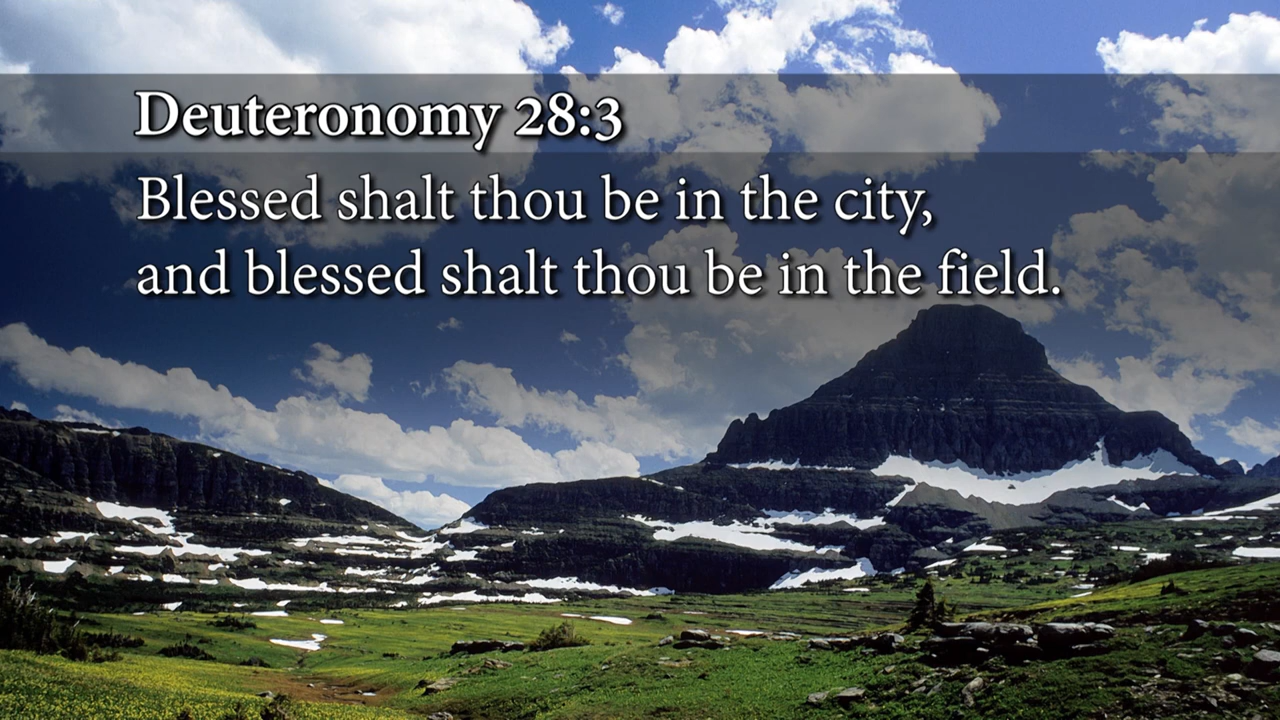 Deuteronomy 28:3
Blessed shalt thou be in the city,
and blessed shalt thou be in the field.